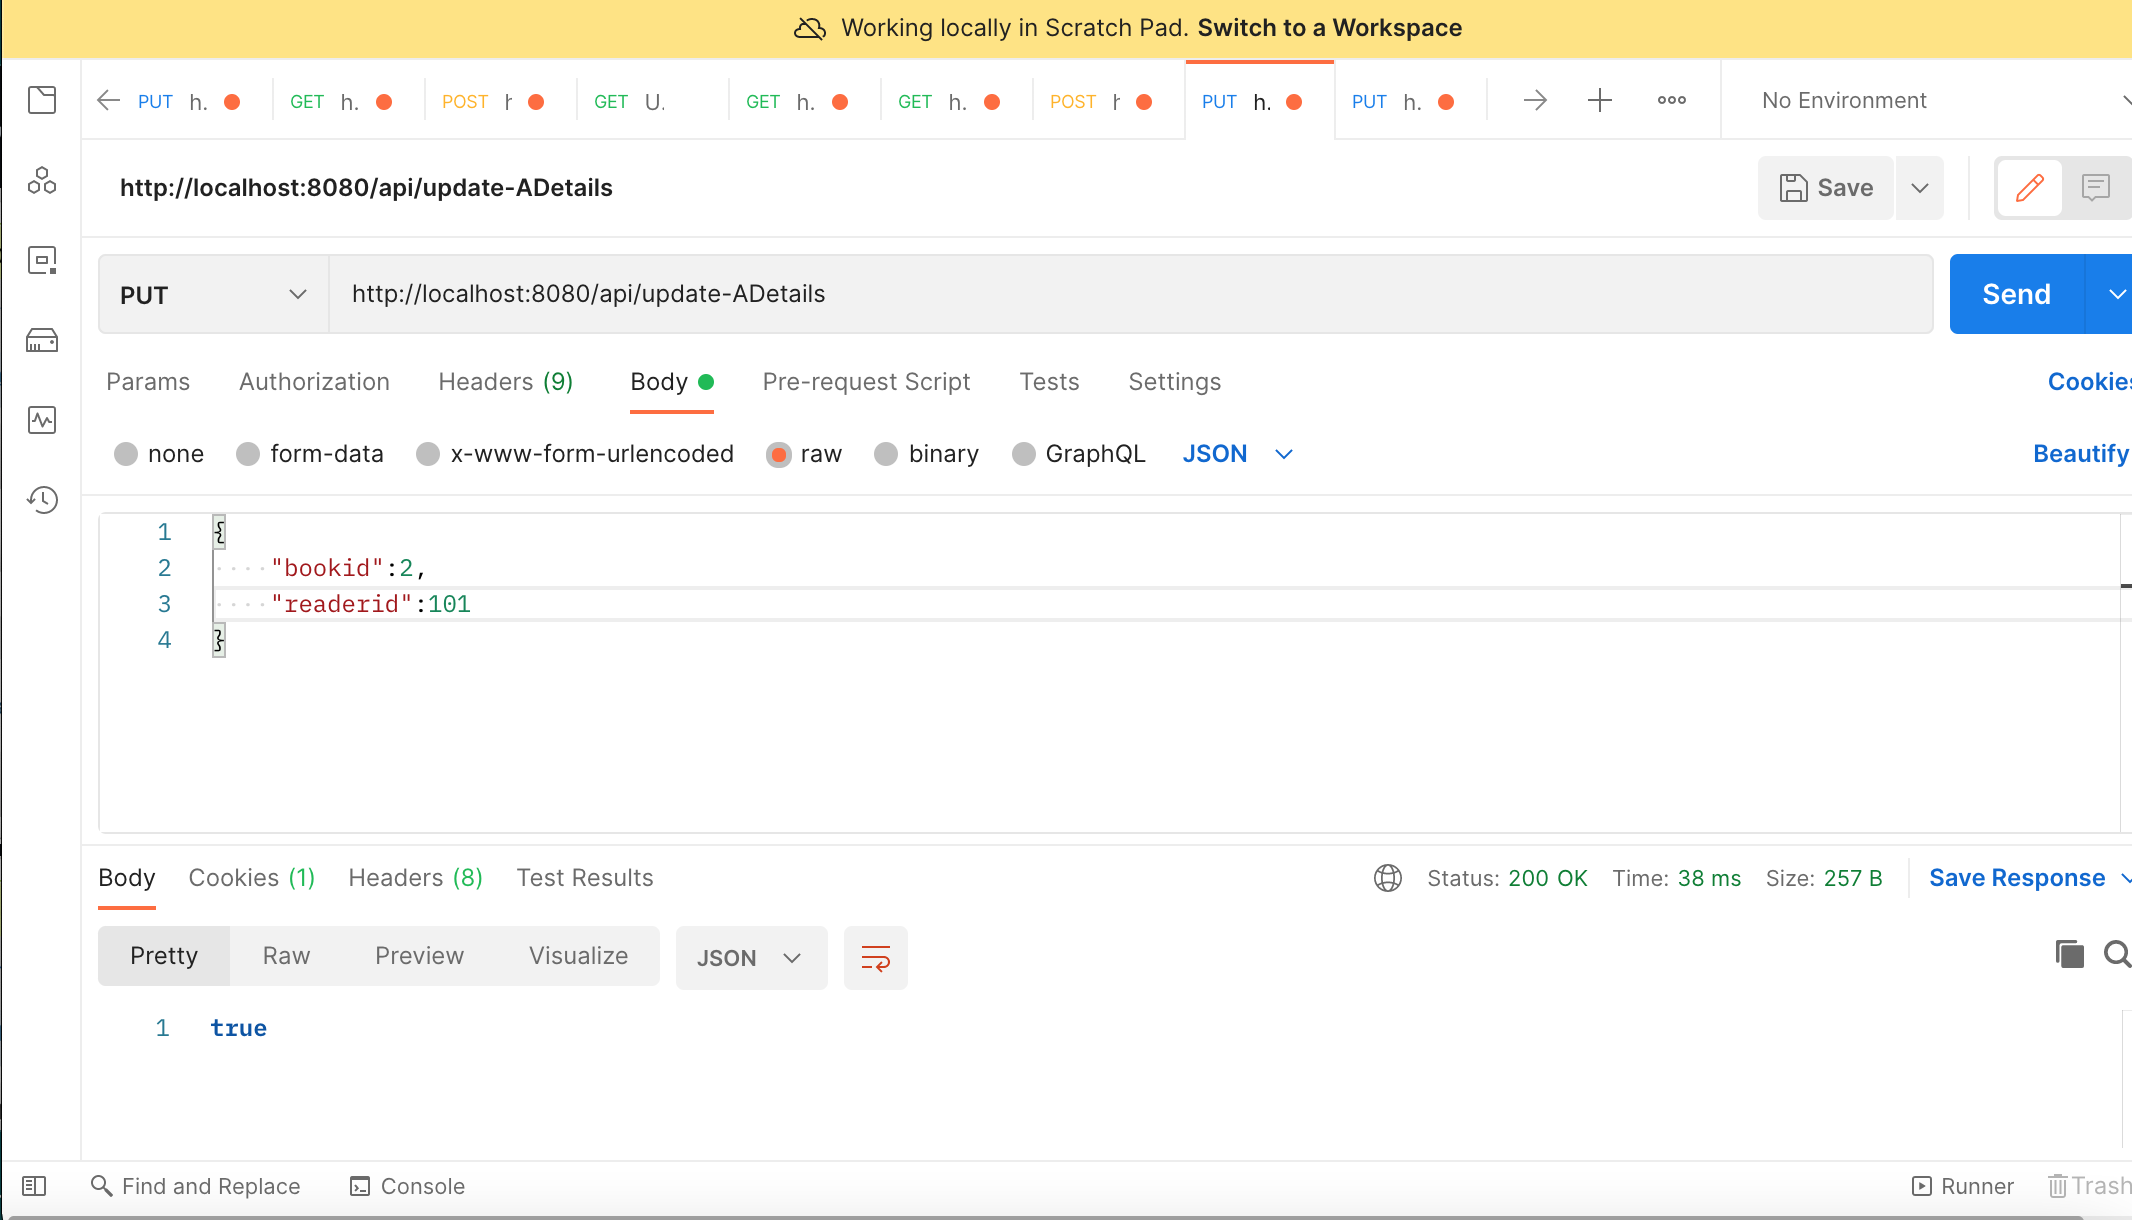 Working locally in Scratch Pad. Switch to a Workspace
PUT h. GET h. POST h GET U. GET h. GET h. POST h PUT h. PUT h. No Environment
http://localhost:8080/api/update-ADetails
Save
PUT http://localhost:8080/api/update-ADetails Send
Params Authorization Headers (9) Body Pre-request Script Tests Settings Cookies
none form-data x-www-form-urlencoded raw binary GraphQL JSON Beautify
1 {
2 "bookid":2,
3 "readerid":101
4 }
Body Cookies (1) Headers (8) Test Results Status: 200 OK Time: 38 ms Size: 257 B Save Response
Pretty Raw Preview Visualize JSON
1 true
Find and Replace Console Runner Trash